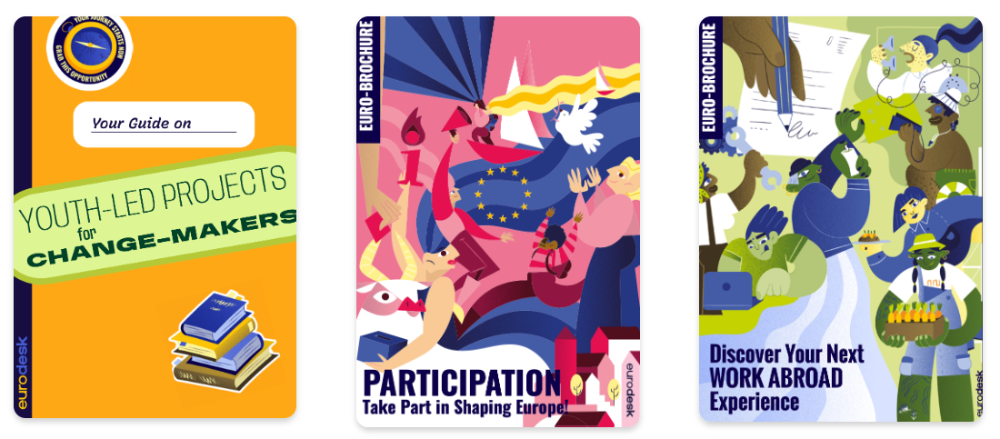 YOUR JOURNEY STARTS NOW
GRAB THIS OPPORTUNITY
Your Guide on
YOUTH-LED PROJECTS
for
CHANGE-MAKERS
eurodesk
EURO-BROCHURE
PARTICIPATION
Take Part in Shaping Europe!
eurodesk
EURO-BROCHURE
Discover Your Next
WORK ABROAD
Experience
eurodesk